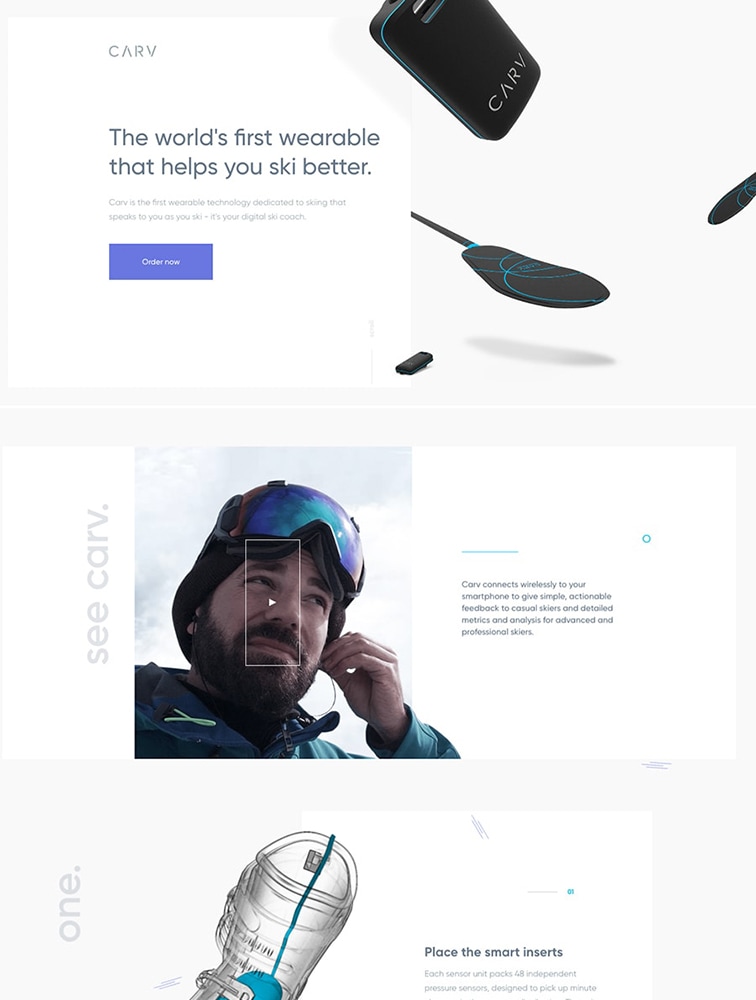 CARV
CARV
The world's first wearable
that helps you ski better.
Carv is the first wearable technology dedicated to skiing that
speaks to you as you ski - it's your digital ski coach.
Order now
scroll
see carv.
Carv connects wirelessly to your
smartphone to give simple, actionable
feedback to casual skiers and detailed
metrics and analysis for advanced and
professional skiers.
one.
01
Place the smart inserts
Each sensor unit packs 48 independent
pressure sensors, designed to pick up minute